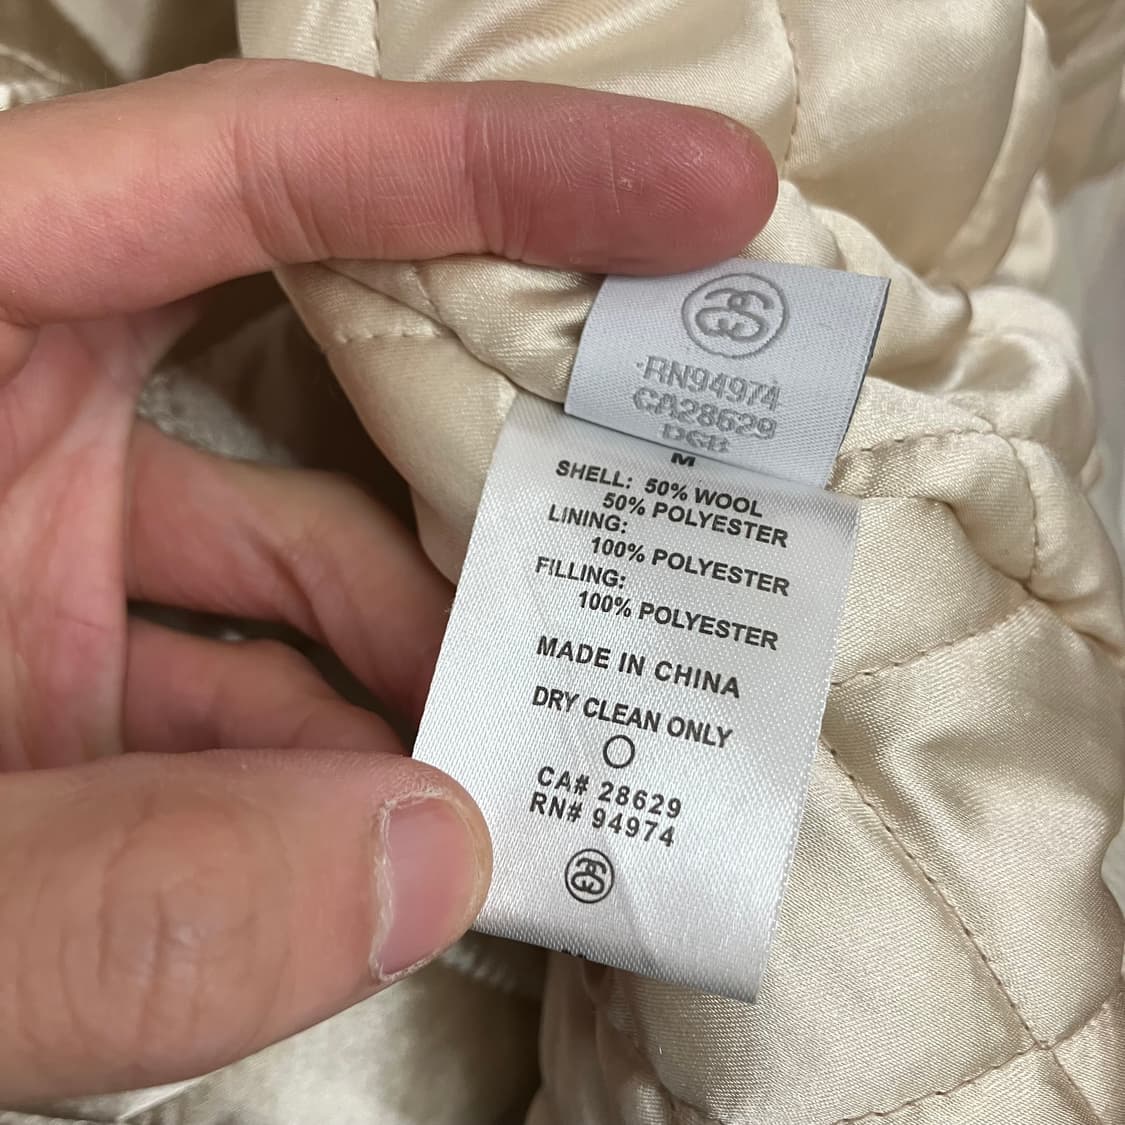 RN94974
CA28629
M
SHELL: 50% WOOL
50% POLYESTER
LINING:
100% POLYESTER
FILLING:
100% POLYESTER
MADE IN CHINA
DRY CLEAN ONLY
CA# 28629
RN# 94974